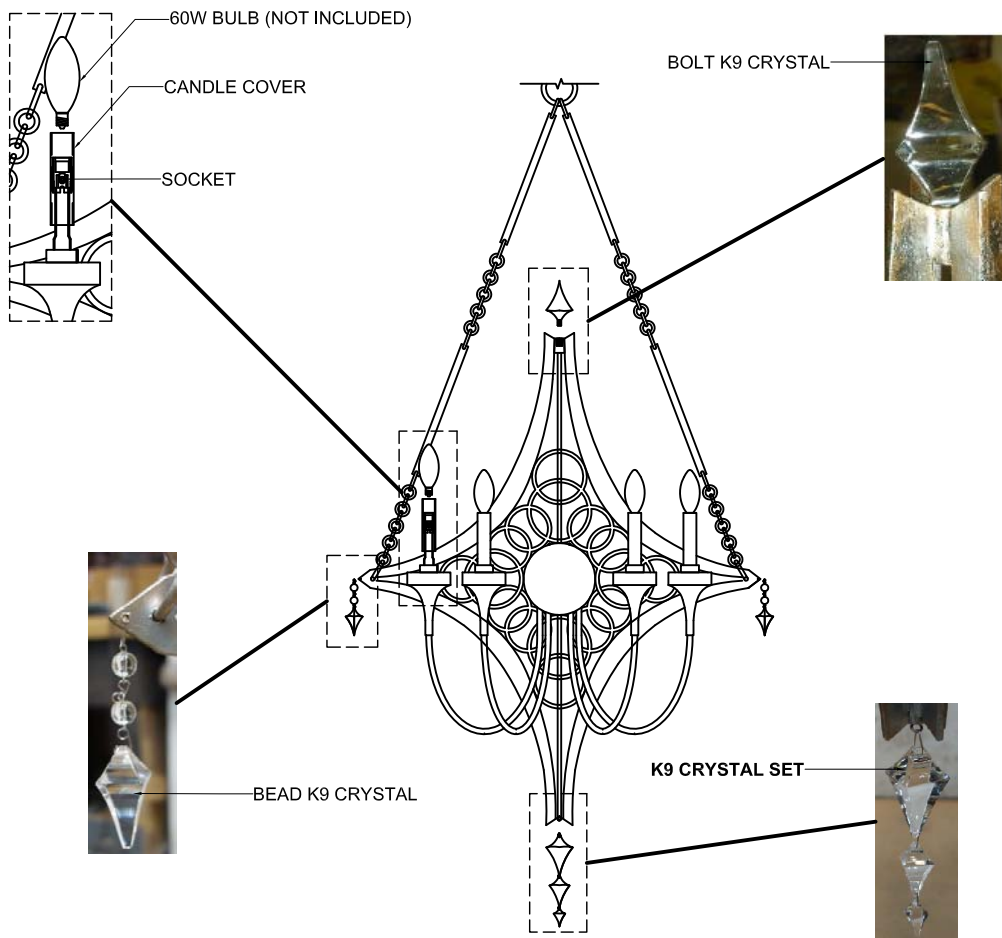 60W BULB (NOT INCLUDED)
BOLT K9 CRYSTAL
CANDLE COVER
SOCKET
K9 CRYSTAL SET
BEAD K9 CRYSTAL